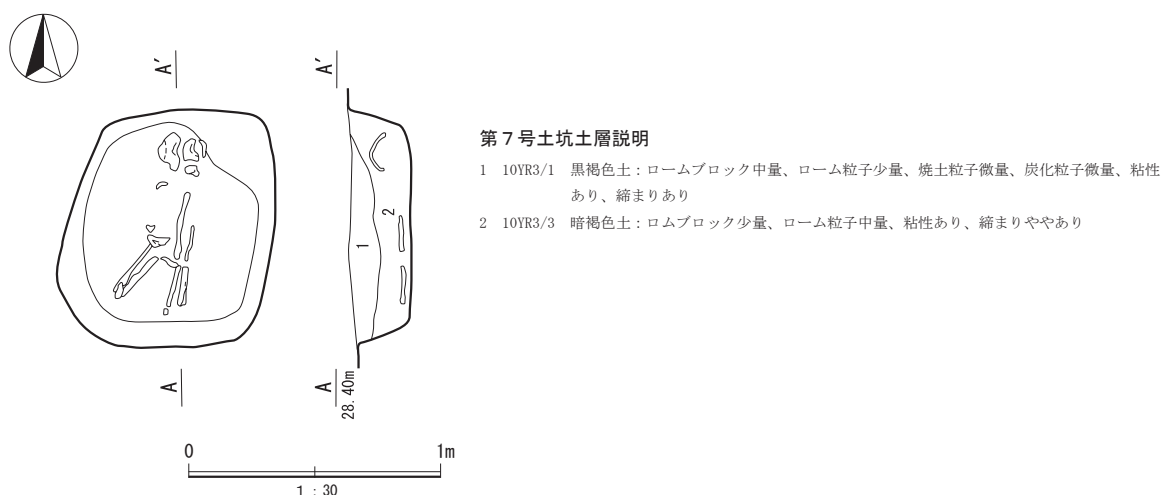 A′
A′
第７号土坑土層説明
1 10YR3/1 黒褐色土：ロームブロック中量、ローム粒子少量、焼土粒子微量、炭化粒子微量、粘性
あり、締まりあり
2 10YR3/3 暗褐色土：ロムブロック少量、ローム粒子中量、粘性あり、締まりややあり
2
1
A
A
28.40m
0 1m
1 : 30